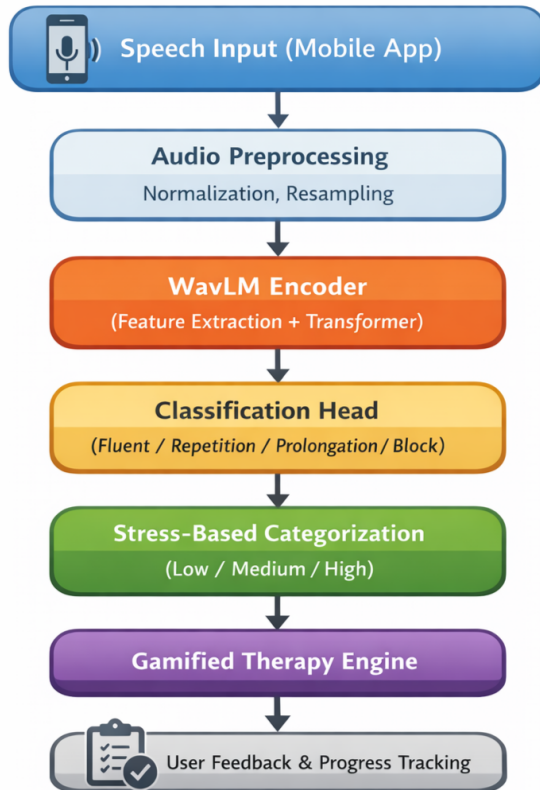 Speech Input (Mobile App)
Audio Preprocessing
Normalization, Resampling
WavLM Encoder
(Feature Extraction + Transformer)
Classification Head
(Fluent / Repetition / Prolongation / Block)
Stress-Based Categorization
(Low / Medium / High)
Gamified Therapy Engine
User Feedback & Progress Tracking